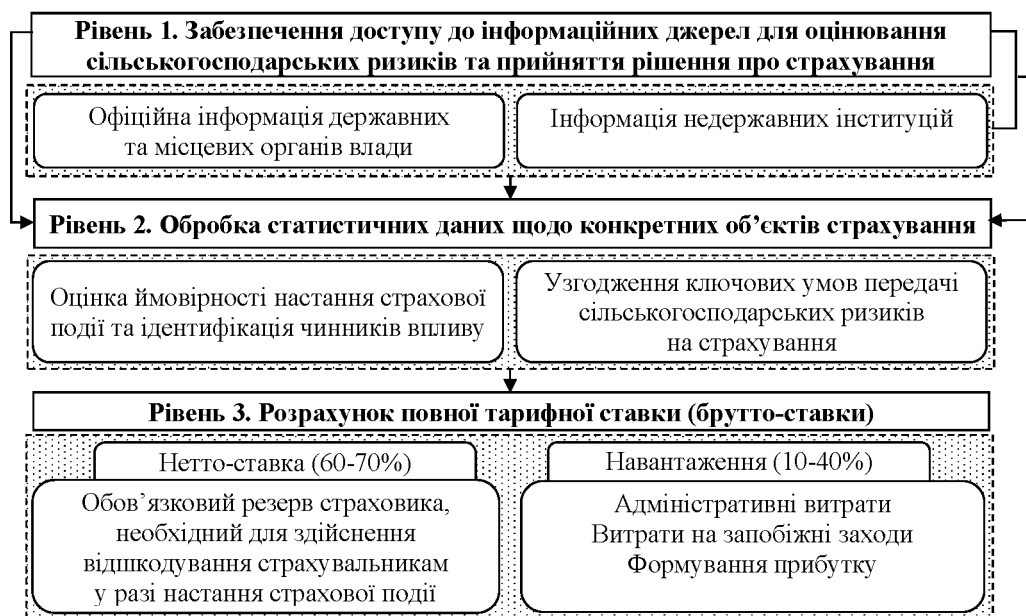 Рівень 1. Забезпечення доступу до інформаційних джерел для оцінювання
сільськогосподарських ризиків та прийняття рішення про страхування
Офіційна інформація державних
та місцевих органів влади
Інформація недержавних інституцій
Рівень 2. Обробка статистичних даних щодо конкретних об’єктів страхування
Оцінка ймовірності настання страхової
події та ідентифікація чинників впливу
Узгодження ключових умов передачі
сільськогосподарських ризиків
на страхування
Рівень 3. Розрахунок повної тарифної ставки (брутто-ставки)
Нетто-ставка (60-70%)
Обов’язковий резерв страховика,
необхідний для здійснення
відшкодування страхувальникам
у разі настання страхової події
Навантаження (10-40%)
Адміністративні витрати
Витрати на запобіжні заходи
Формування прибутку